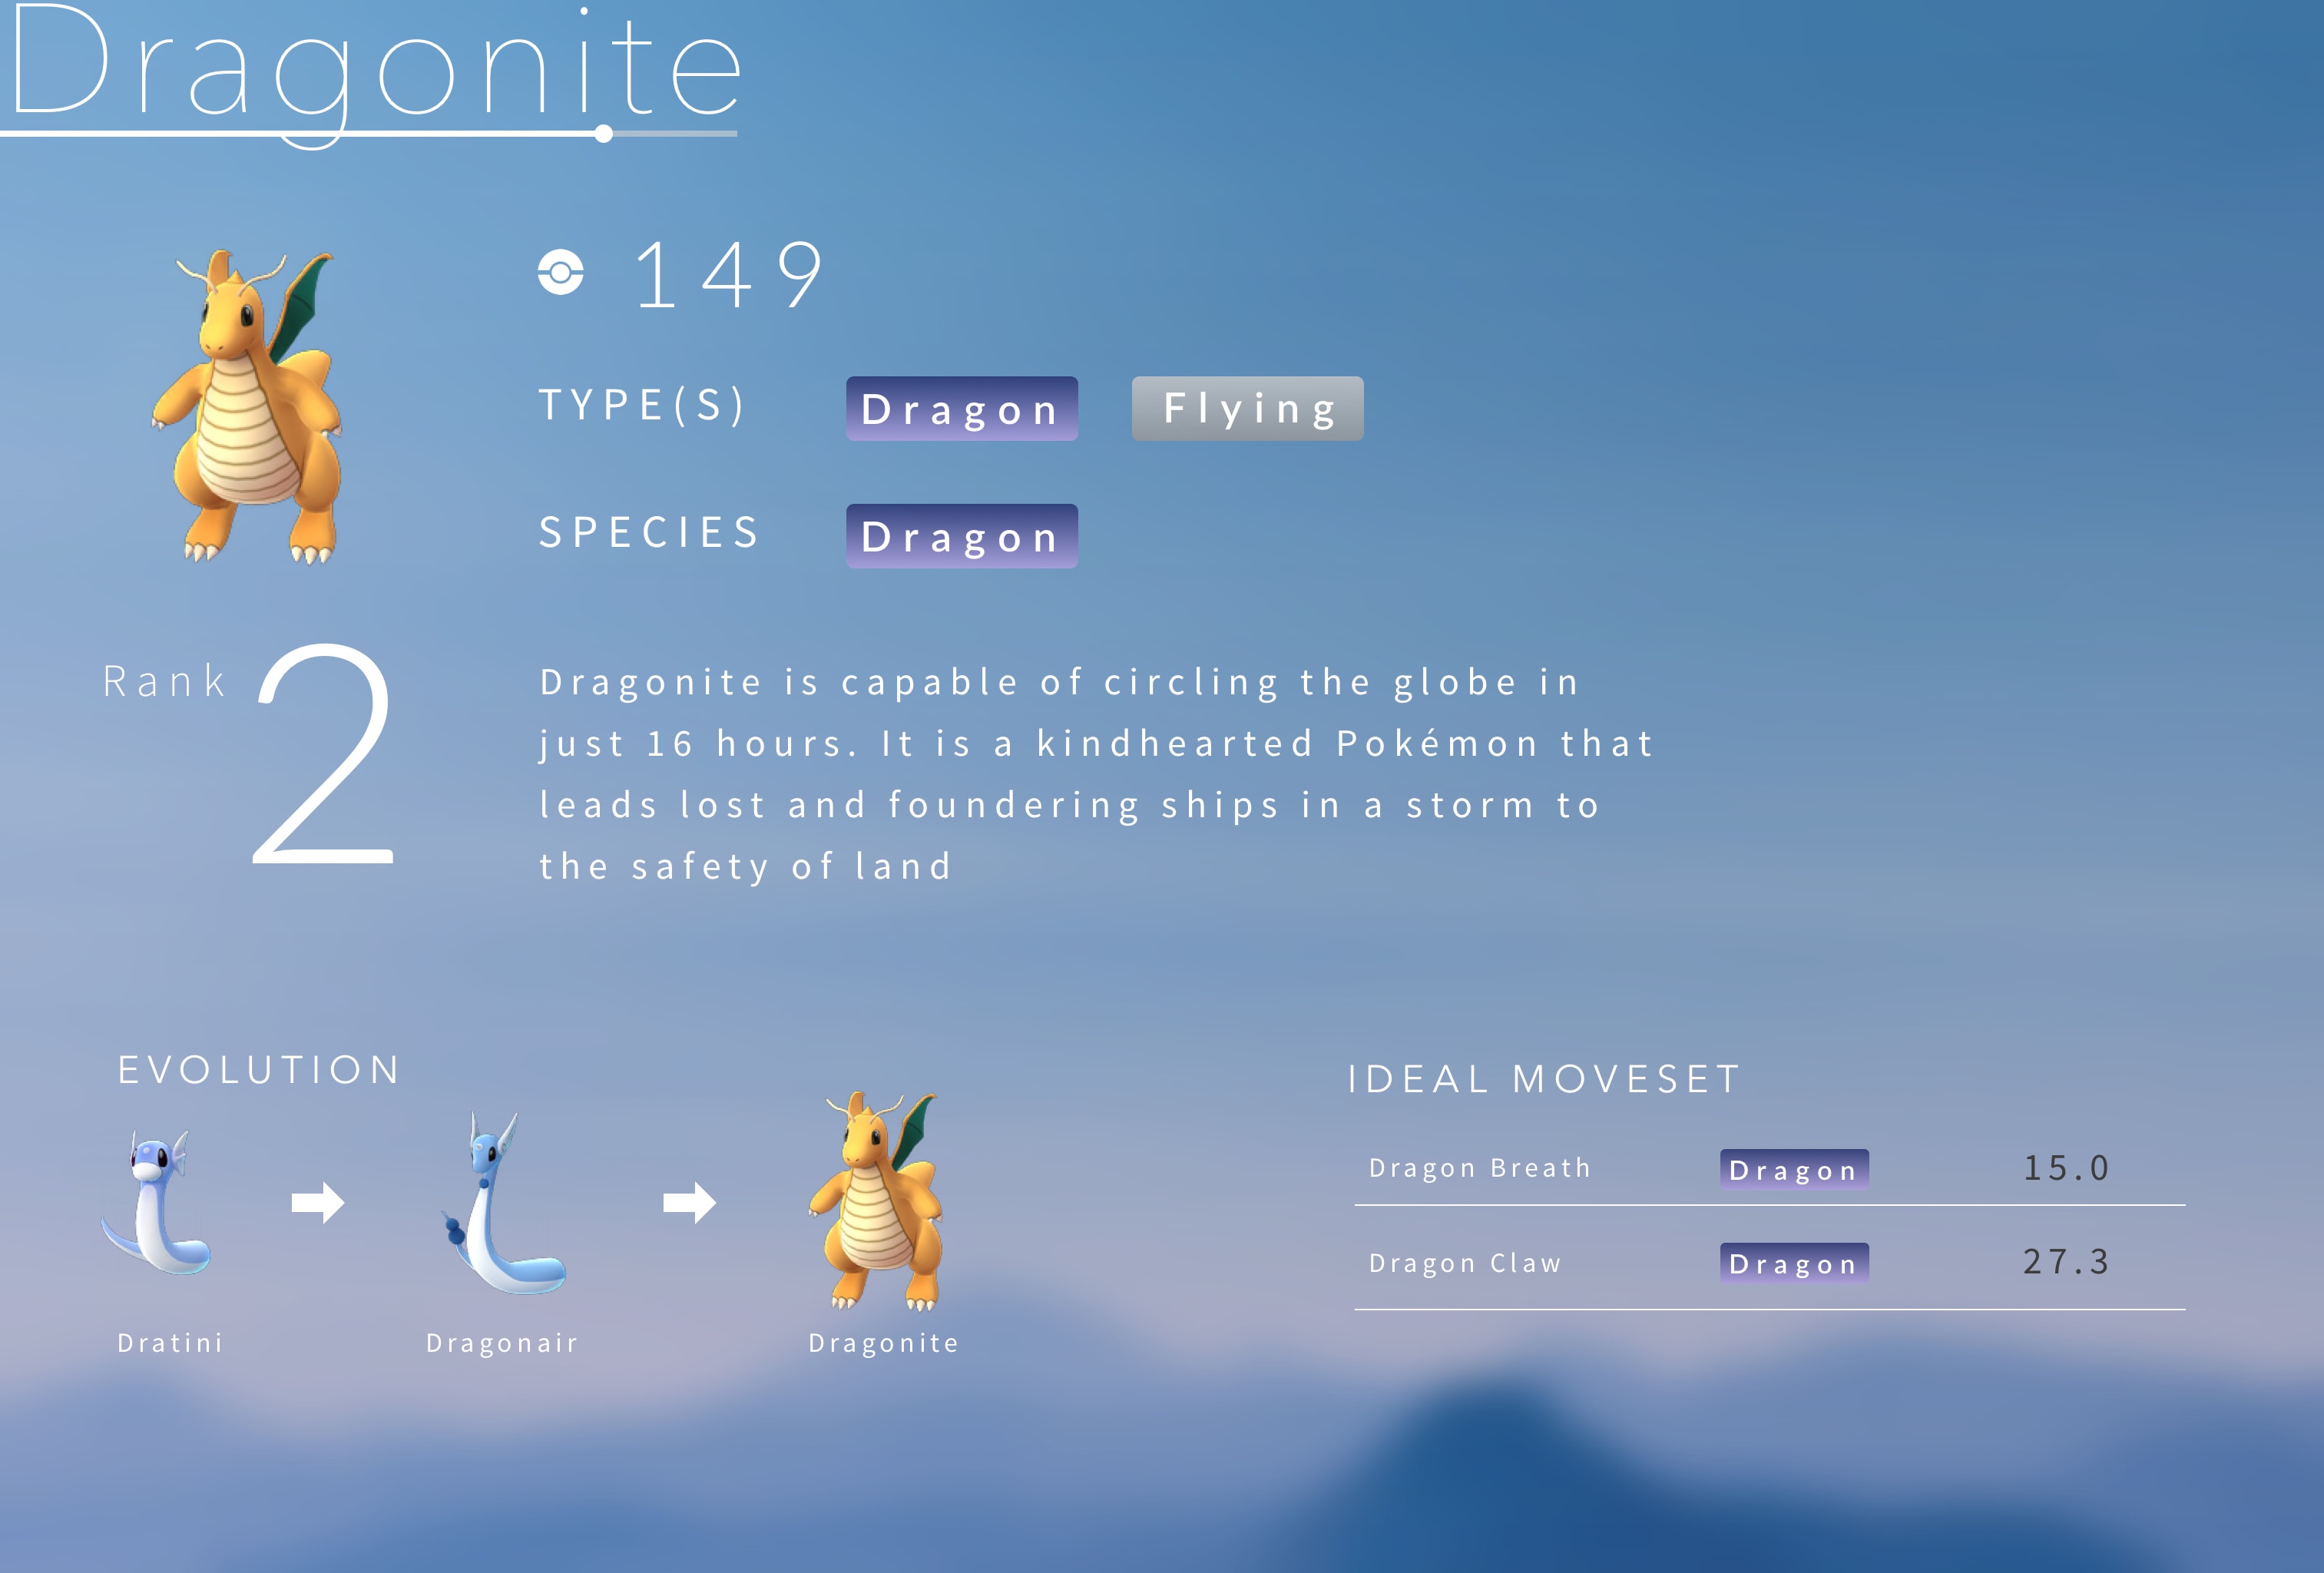 Dragonite
149
TYPE(S) Dragon Flying
SPECIES Dragon
Rank 2
Dragonite is capable of circling the globe in
just 16 hours. It is a kindhearted Pokémon that
leads lost and foundering ships in a storm to
the safety of land
EVOLUTION
Dratini Dragonair Dragonite
IDEAL MOVESET
Dragon Breath Dragon 15.0
Dragon Claw Dragon 27.3